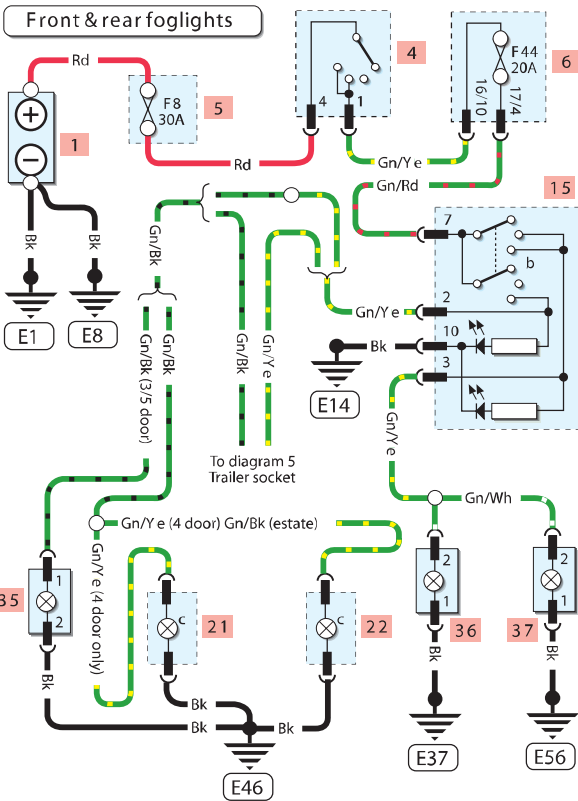 Front & rear foglights
Rd
F8
30A
5
4
4
1
F44
20A
16/10
17/4
6
1
Rd
Gn/Ye
Gn/Rd
15
7
b
2
10
3
Bk
Bk
E1
E8
Gn/Bk
Gn/Bk (3/5 door)
Gn/Bk
Gn/Bk
Gn/Ye
Gn/Ye
Bk
E14
Gn/Ye
To diagram 5
Trailer socket
Gn/Wh
Gn/Ye (4 door) Gn/Bk (estate)
Gn/Ye (4 door only)
35
1
2
c
21
c
22
2
1
36
2
1
37
Bk
Bk
Bk
Bk
Bk
Bk
E46
E37
E56